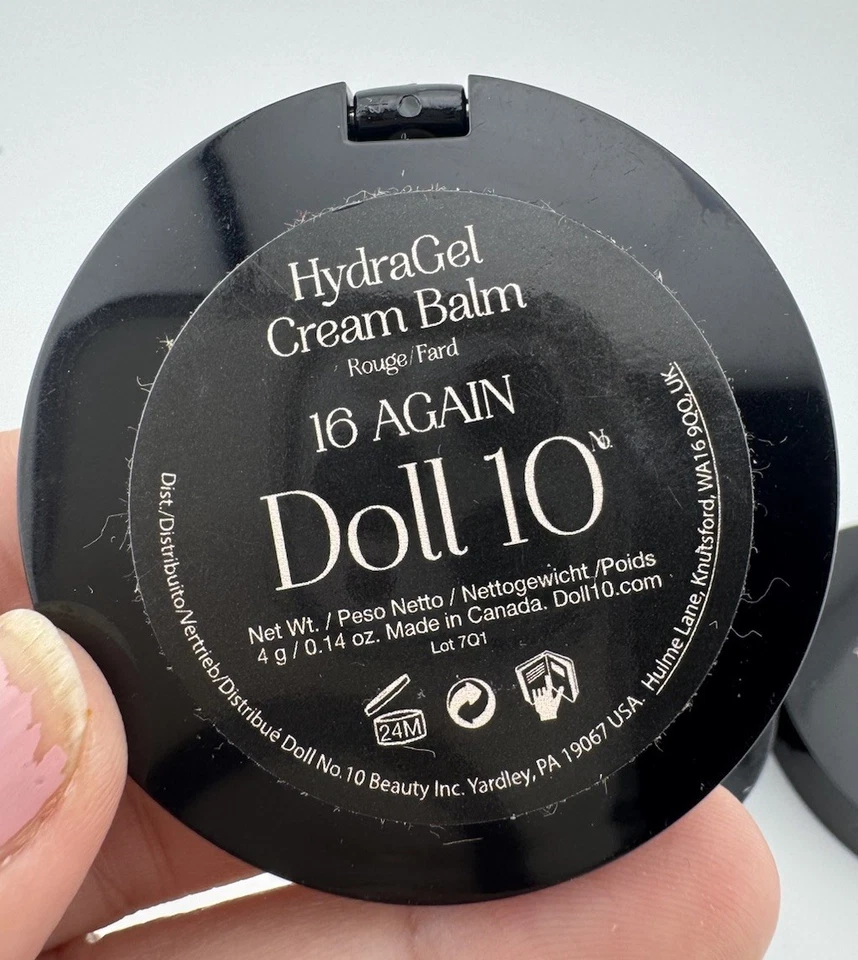 HydraGel
Cream Balm
Rouge/Fard
16 AGAIN
Doll 10
No.
Net Wt. / Peso Netto / Nettogewicht /Poids
4 g / 0.14 oz. Made in Canada. Doll10.com
Lot 7Q1
24M
Dist./Distribuito/Vertrieb/Distribué Doll No.10 Beauty Inc. Yardley, PA 19067 USA. Hulme Lane, Knutsford, WA16 9QQ, UK.